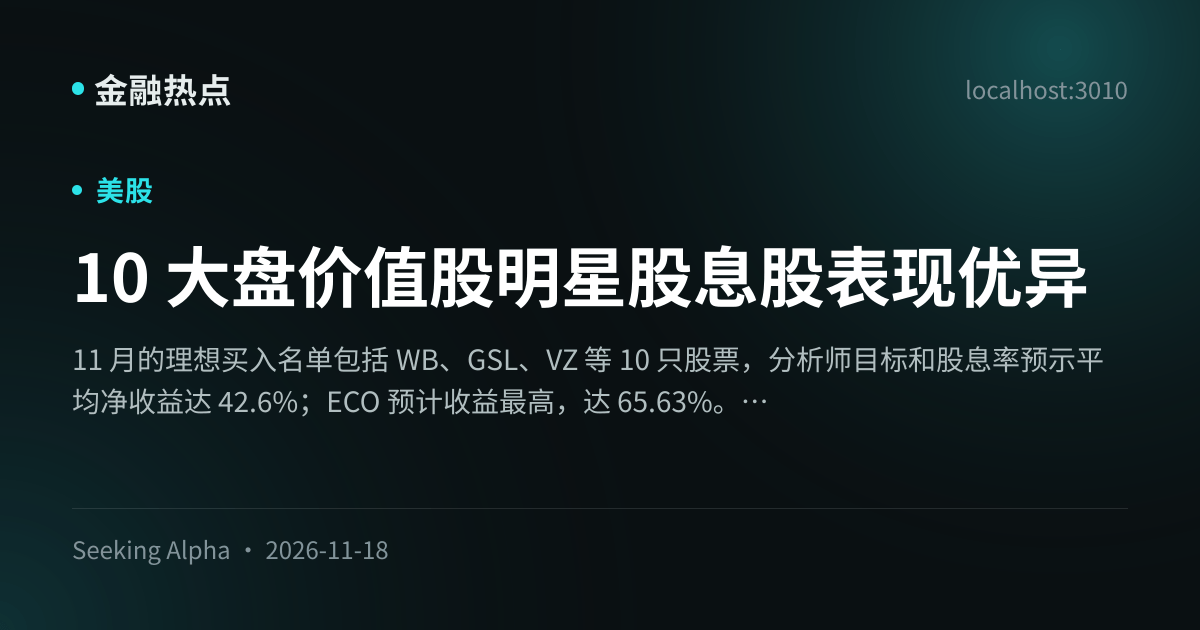 金融热点
localhost:3010
美股
10 大盘价值股明星股息股表现优异
11 月的理想买入名单包括 WB、GSL、VZ 等 10 只股票，分析师目标和股息率预示平
均净收益达 42.6%；ECO 预计收益最高，达 65.63%。…
Seeking Alpha · 2026-11-18